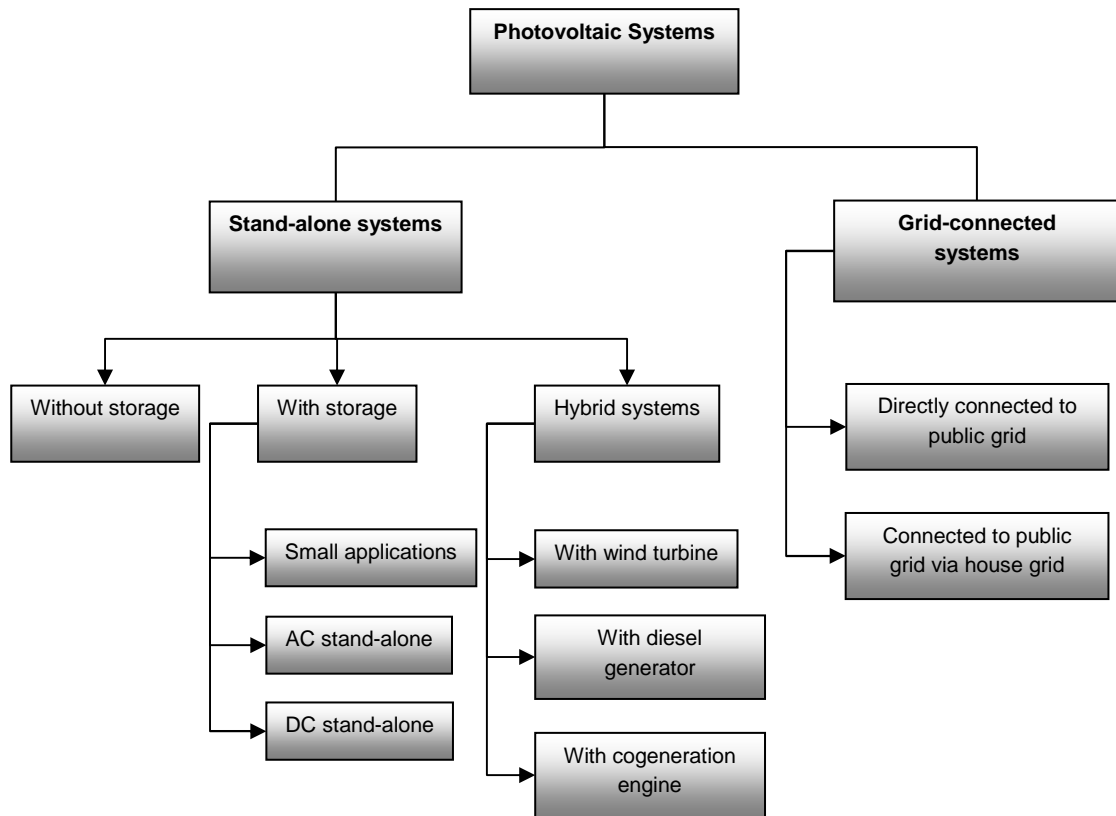 Photovoltaic Systems
Stand-alone systems
Grid-connected
systems
Without storage
With storage
Hybrid systems
Directly connected to
public grid
Connected to public
grid via house grid
Small applications
AC stand-alone
DC stand-alone
With wind turbine
With diesel
generator
With cogeneration
engine